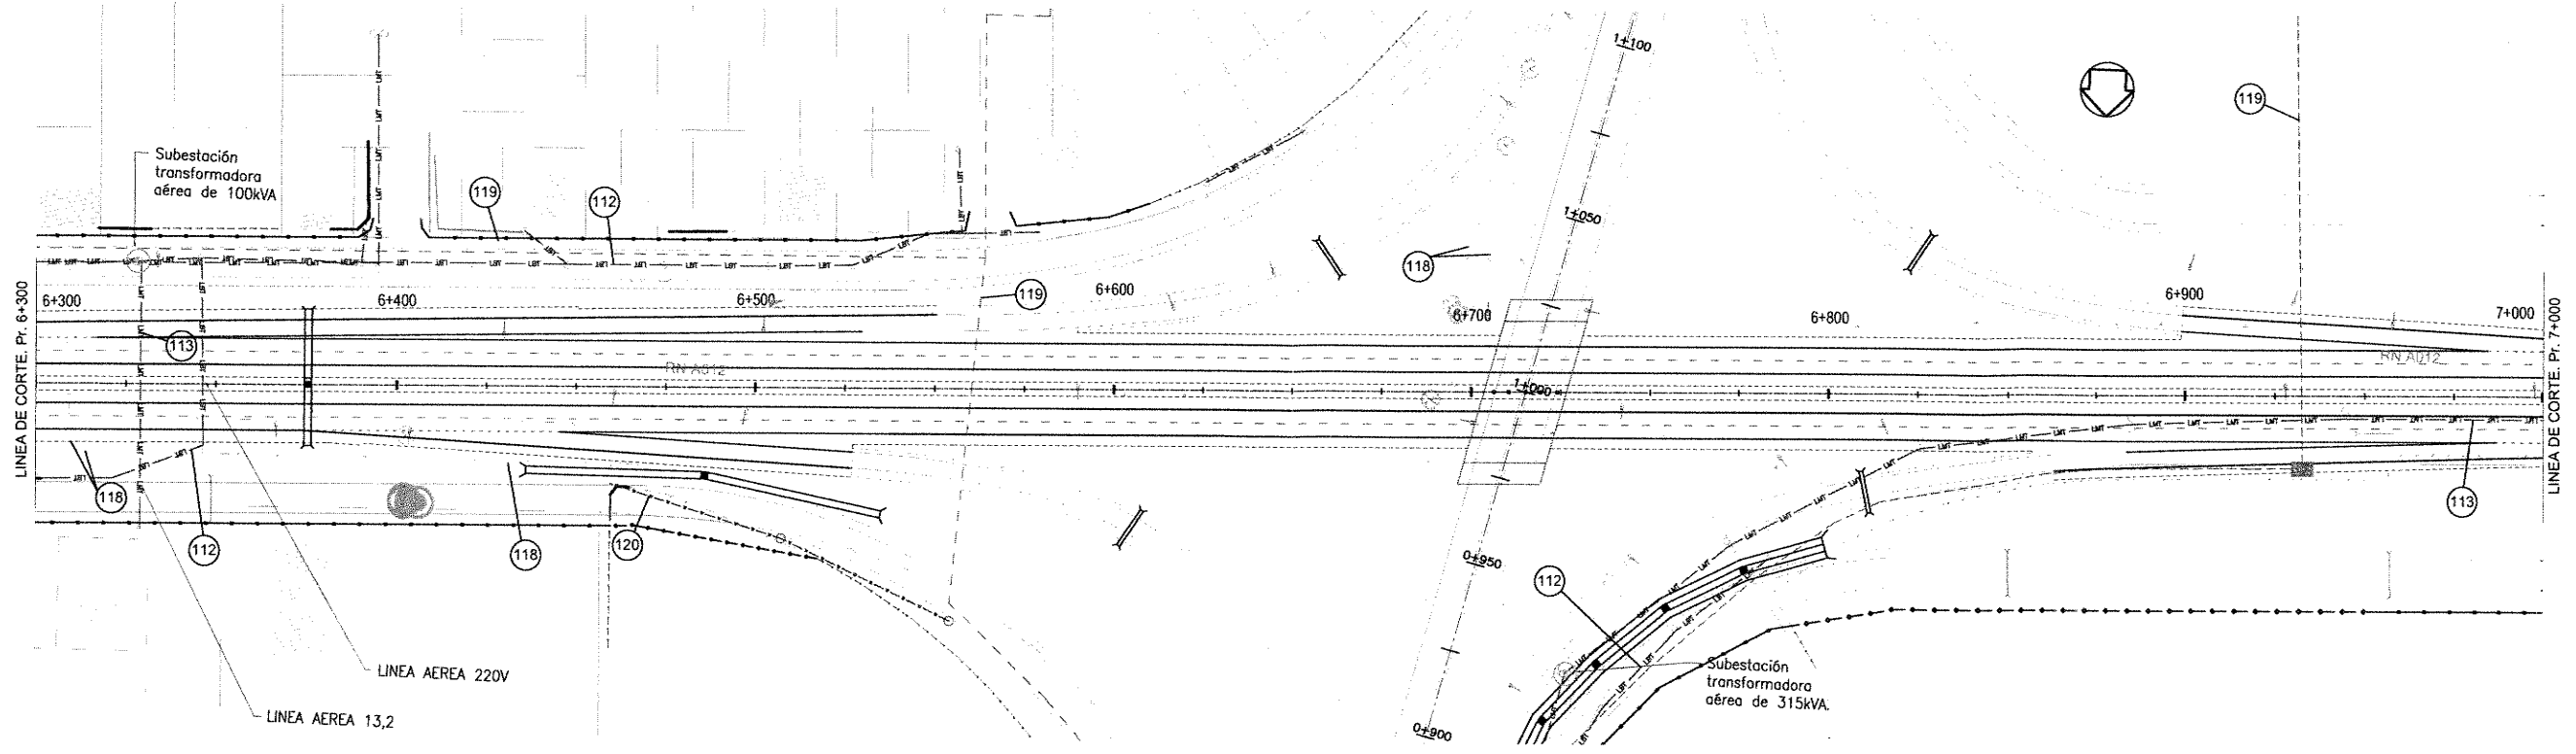 1+100
119
Subestación
transformadora
aérea de 100kVA
119
112
1+050
118
LINEA DE CORTE. Pr. 6+300
6+300
6+400
6+500
119
6+600
6+700
6+800
6+900
7+000
LINEA DE CORTE. Pr. 7+000
113
RN A012
RN A012
1+000
118
112
118
120
113
0+950
112
LINEA AEREA 220V
Subestación
transformadora
aérea de 315kVA.
LINEA AEREA 13,2
0+900